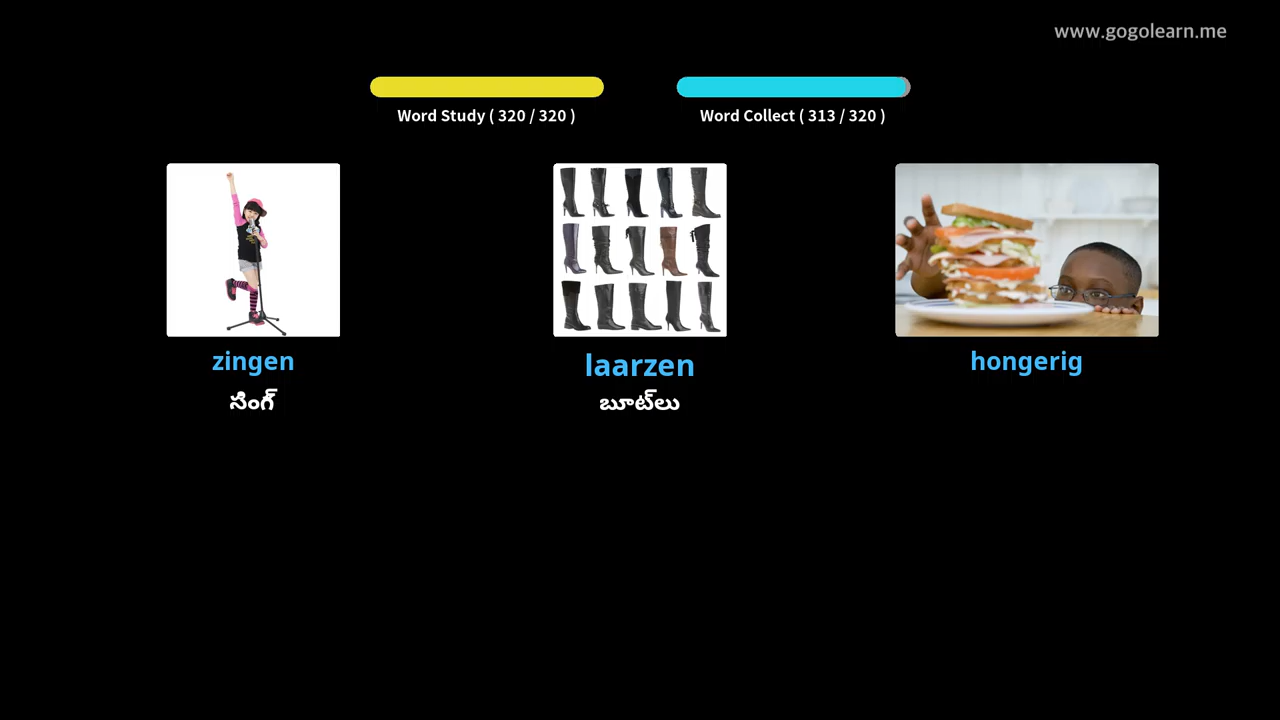 www.gogolearn.me
Word Study ( 320 / 320 )
Word Collect ( 313 / 320 )
zingen
laarzen
hongerig
సింగ్
బూట్‌లు